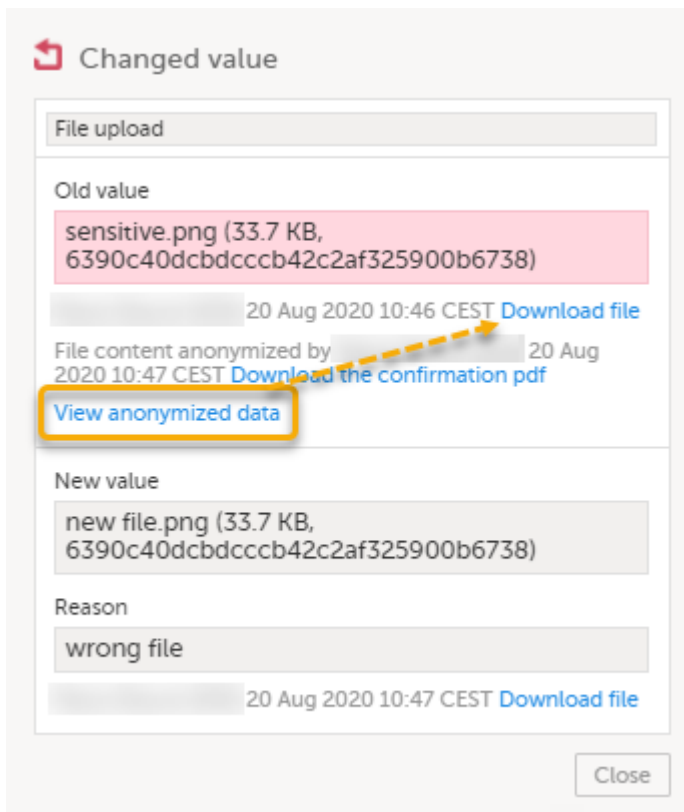 Changed value
File upload
Old value
sensitive.png (33.7 KB,
6390c40dcbdcccb42c2af325900b6738)
20 Aug 2020 10:46 CEST Download file
File content anonymized by 20 Aug
2020 10:47 CEST Download the confirmation pdf
View anonymized data
New value
new file.png (33.7 KB,
6390c40dcbdcccb42c2af325900b6738)
Reason
wrong file
20 Aug 2020 10:47 CEST Download file
Close